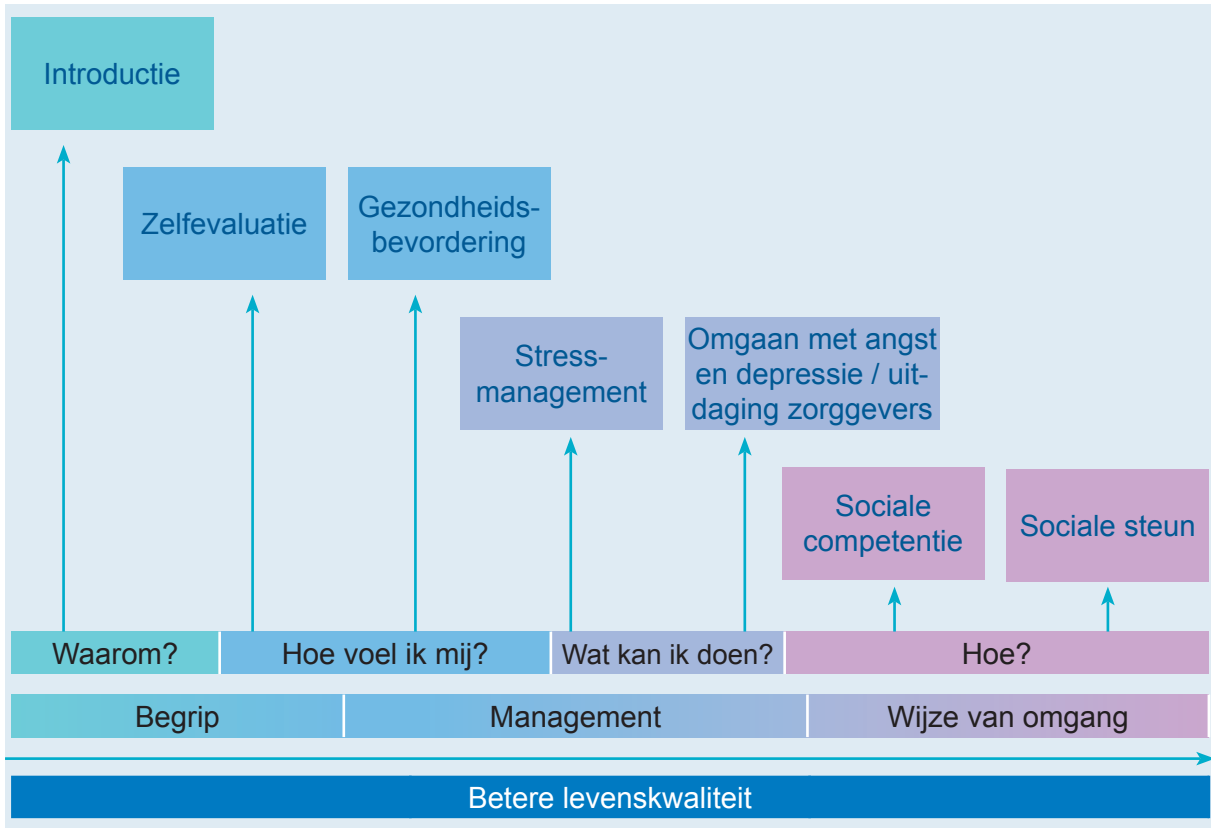 Introductie
Zelfevaluatie
Gezondheids-
bevordering
Stress-
management
Omgaan met angst
en depressie / uit-
daging zorggevers
Sociale
competentie
Sociale steun
Waarom?
Hoe voel ik mij?
Wat kan ik doen?
Hoe?
Begrip
Management
Wijze van omgang
Betere levenskwaliteit